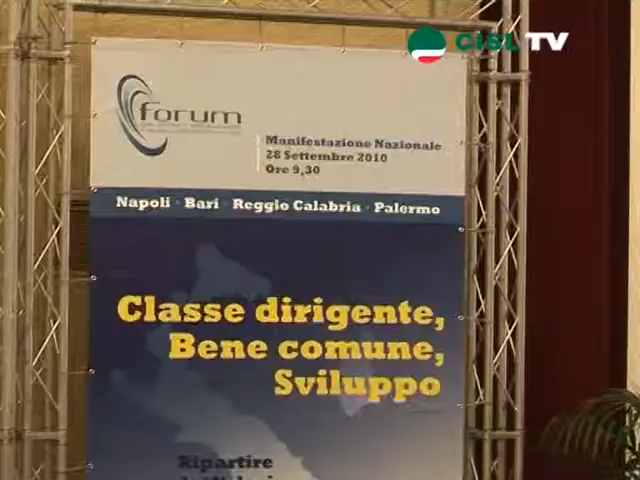 CISL TV
forum
Manifestazione Nazionale
28 Settembre 2010
Ore 9,30
Napoli · Bari · Reggio Calabria · Palermo
Classe dirigente,
Bene comune,
Sviluppo
Ripartire